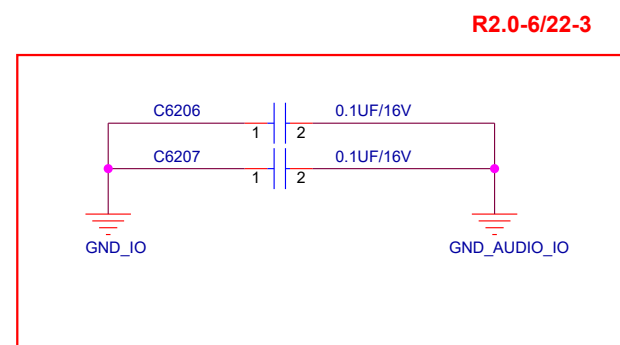 R2.0-6/22-3
C6206 0.1UF/16V
1 2
C6207 0.1UF/16V
1 2
GND_IO GND_AUDIO_IO